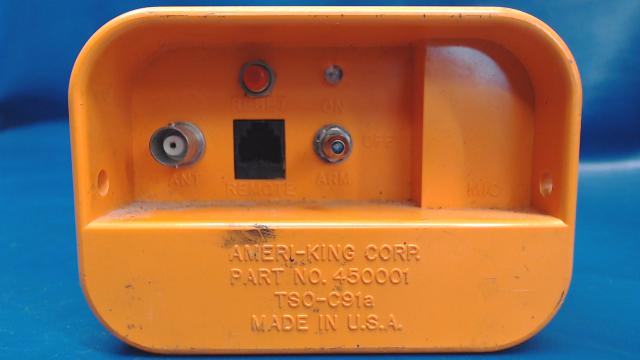 RESET ON
OFF
ANT REMOTE ARM MIC
AMERI-KING CORP.
PART NO. 450001
TSO-C91a
MADE IN U.S.A.